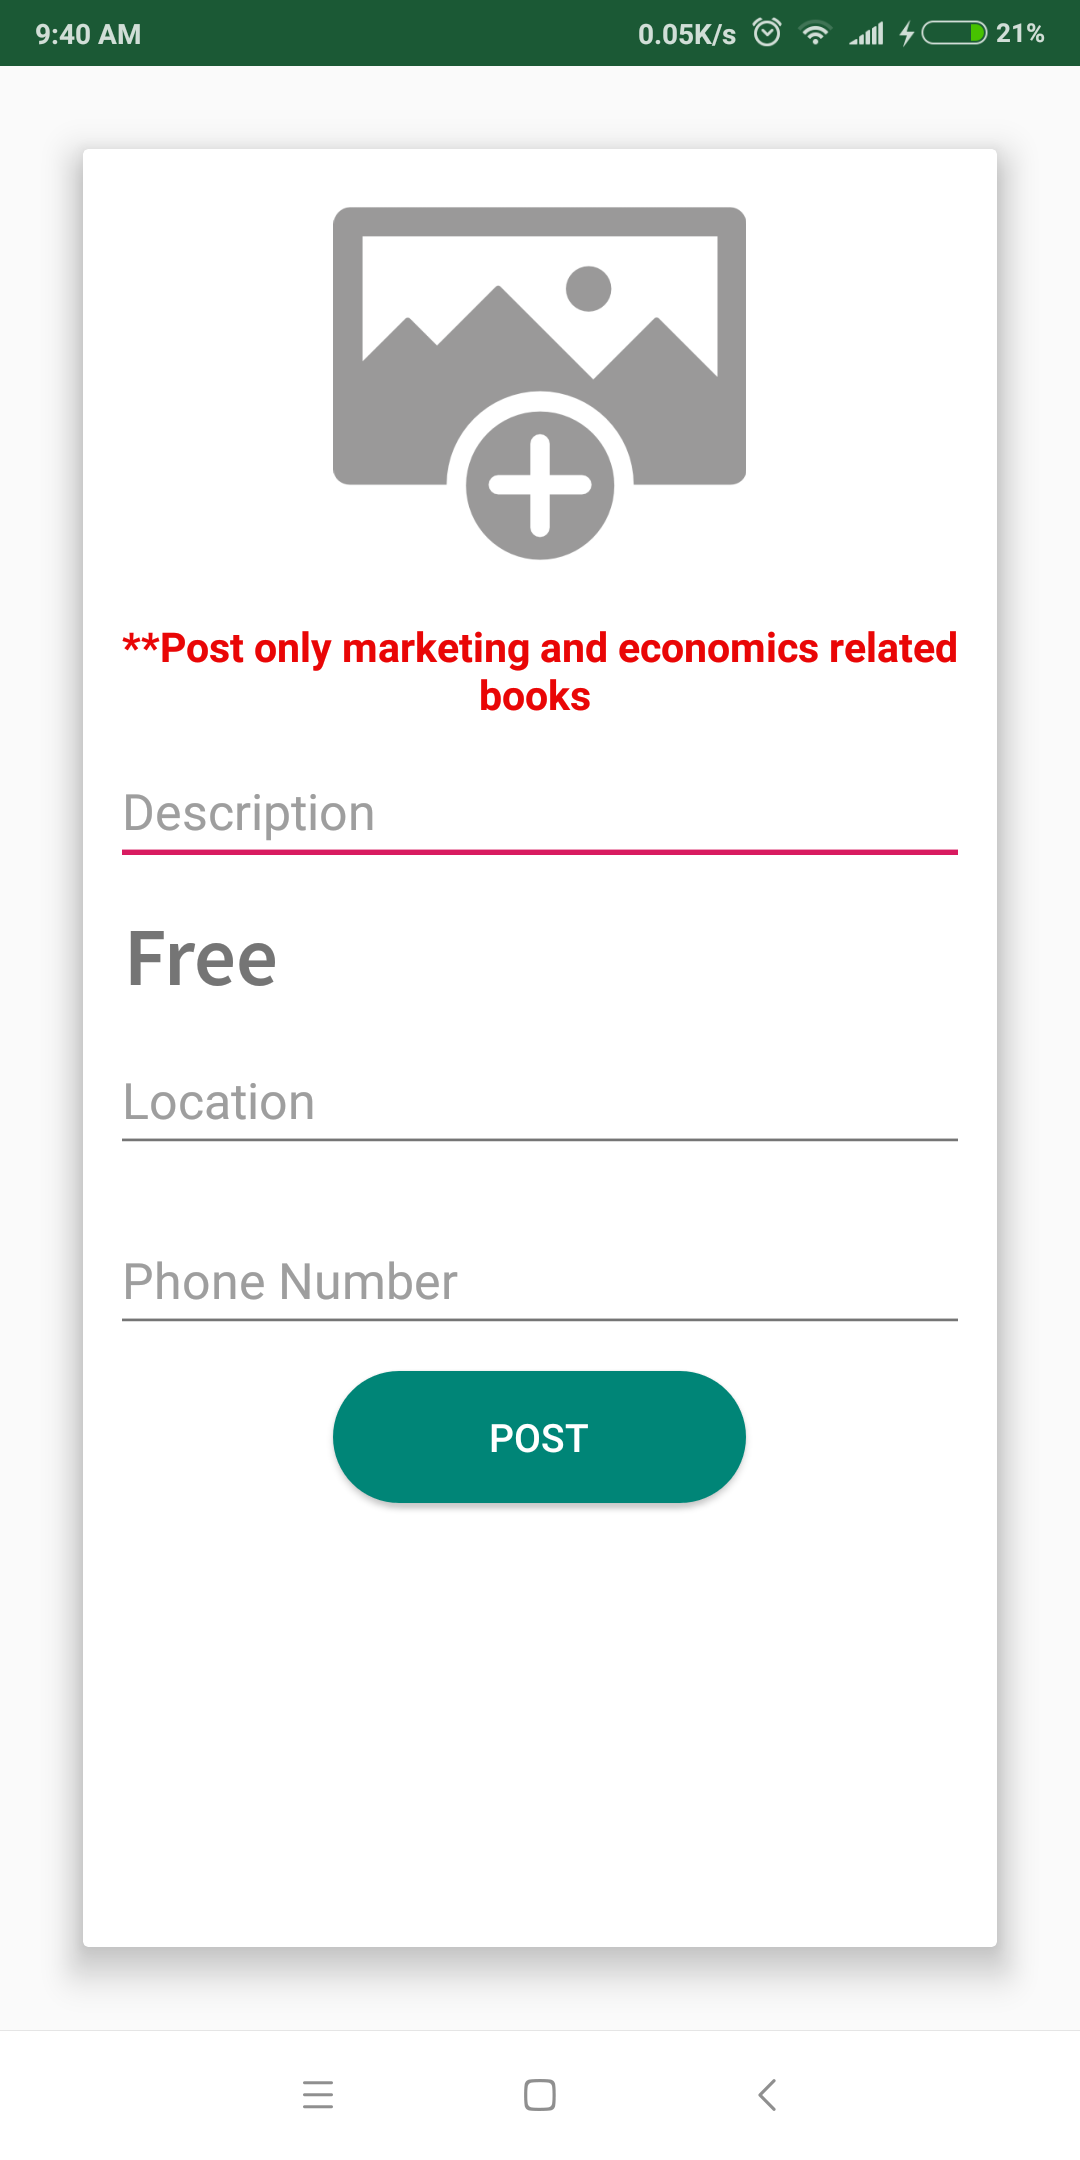 9:40 AM 0.05K/s 21%
**Post only marketing and economics related
books
Description
Free
Location
Phone Number
POST